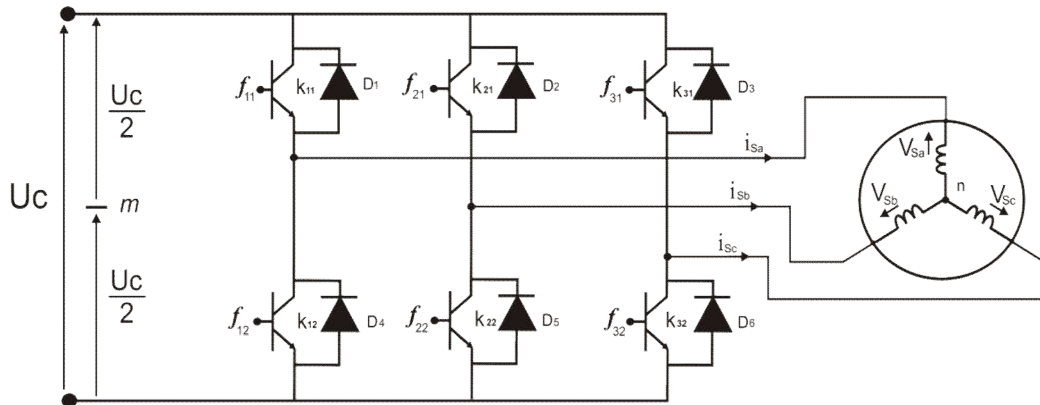 f11 k11 D1
f21 k21 D2
f31 k31 D3
Uc/2
iSa
VSa
Uc
m
iSb
VSb
n
VSc
iSc
Uc/2
f12 k12 D4
f22 k22 D5
f32 k32 D6